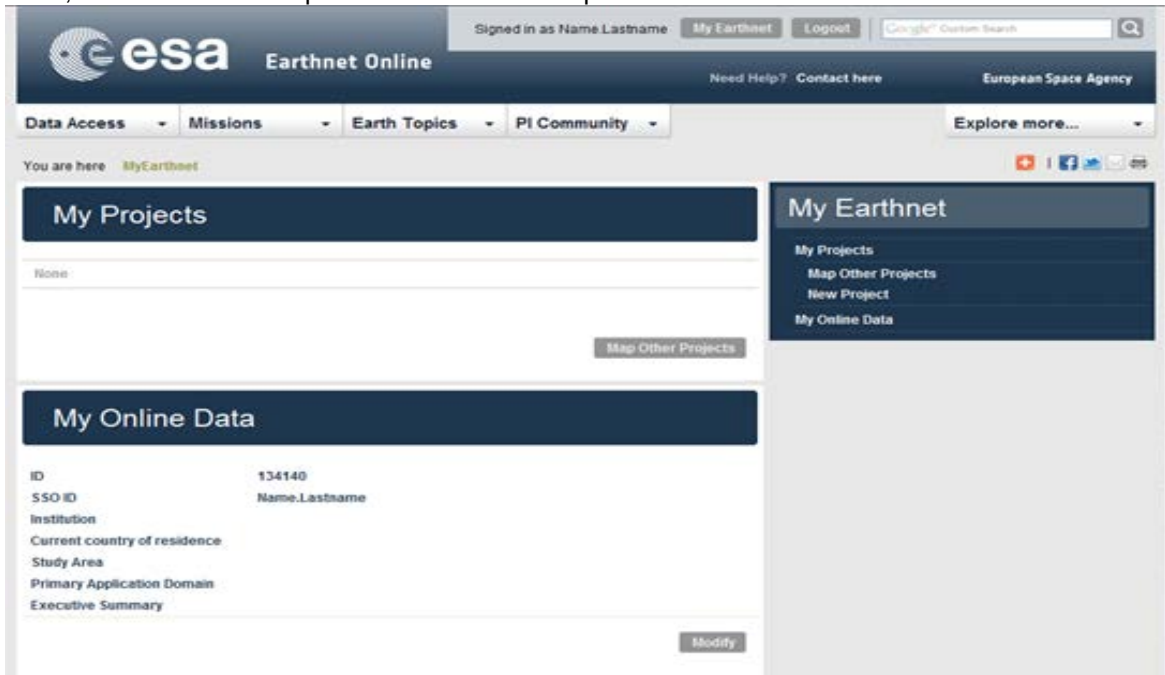 Signed in as Name.Lastname My Earthnet Logout Google™ Custom Search
esa Earthnet Online
Need Help? Contact here European Space Agency
Data Access Missions Earth Topics PI Community Explore more...
You are here MyEarthnet
My Projects
None
Map Other Projects
My Online Data
ID 134140
SSO ID Name.Lastname
Institution
Current country of residence
Study Area
Primary Application Domain
Executive Summary
Modify
My Earthnet
My Projects
Map Other Projects
New Project
My Online Data